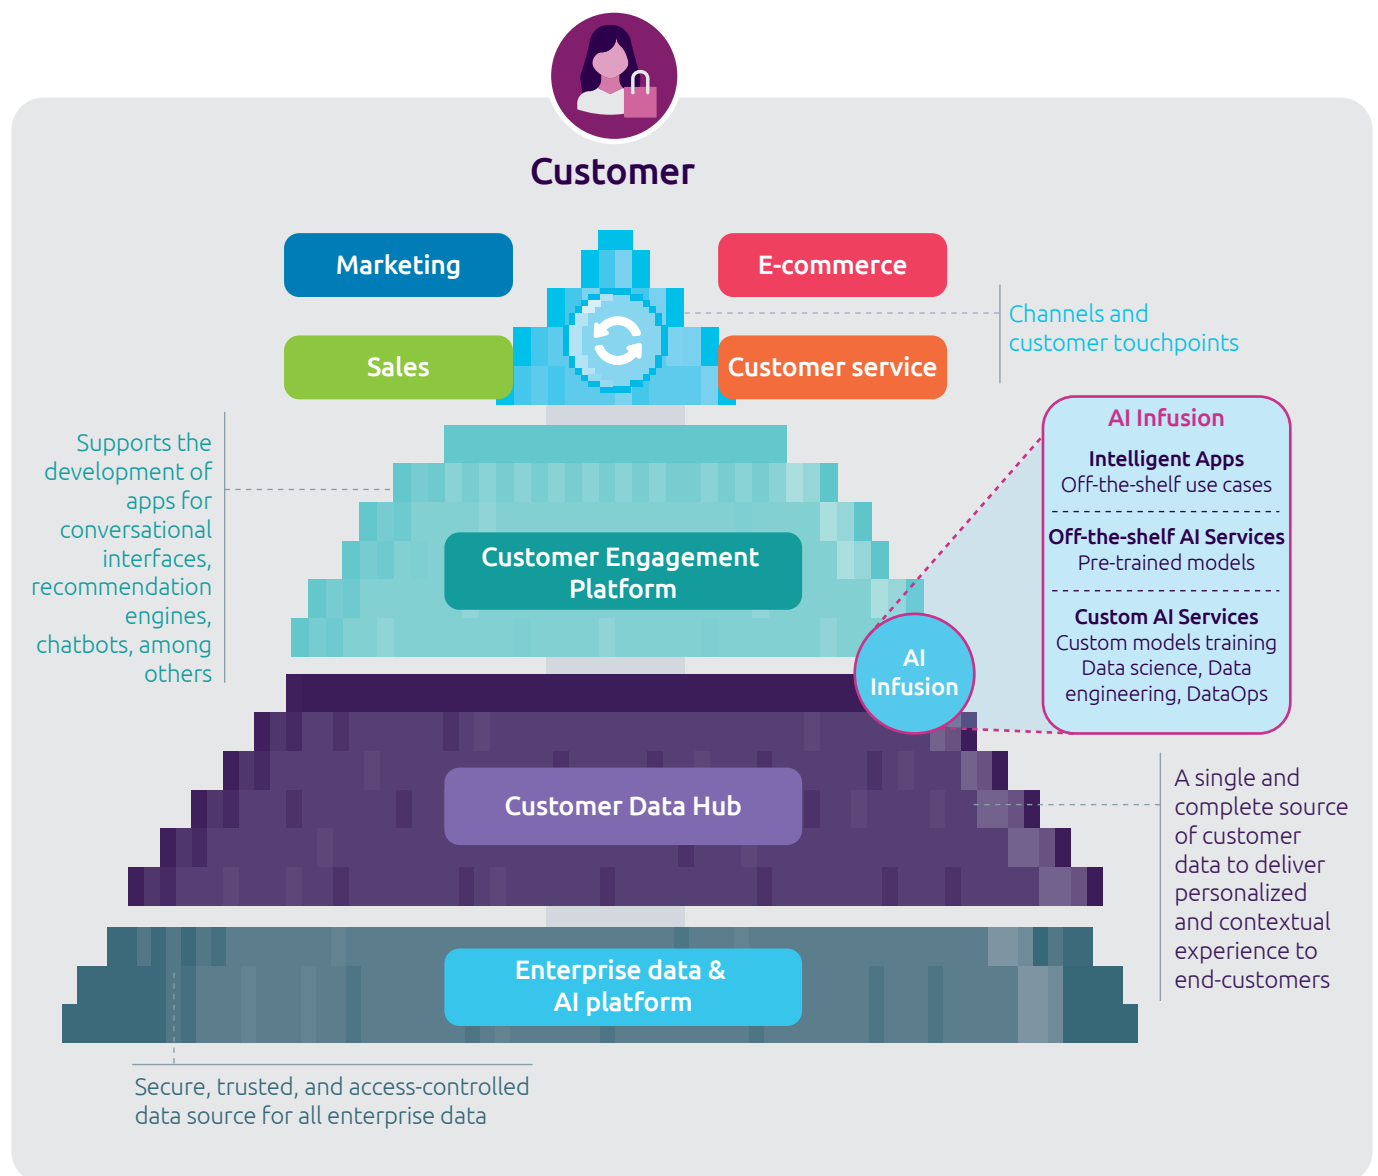 Customer
Marketing
E-commerce
Sales
Customer service
Channels and
customer touchpoints
Supports the
development of
apps for
conversational
interfaces,
recommendation
engines,
chatbots, among
others
Customer Engagement
Platform
AI
Infusion
AI Infusion
Intelligent Apps
Off-the-shelf use cases
Off-the-shelf AI Services
Pre-trained models
Custom AI Services
Custom models training
Data science, Data
engineering, DataOps
Customer Data Hub
A single and
complete source
of customer
data to deliver
personalized
and contextual
experience to
end-customers
Enterprise data &
AI platform
Secure, trusted, and access-controlled
data source for all enterprise data